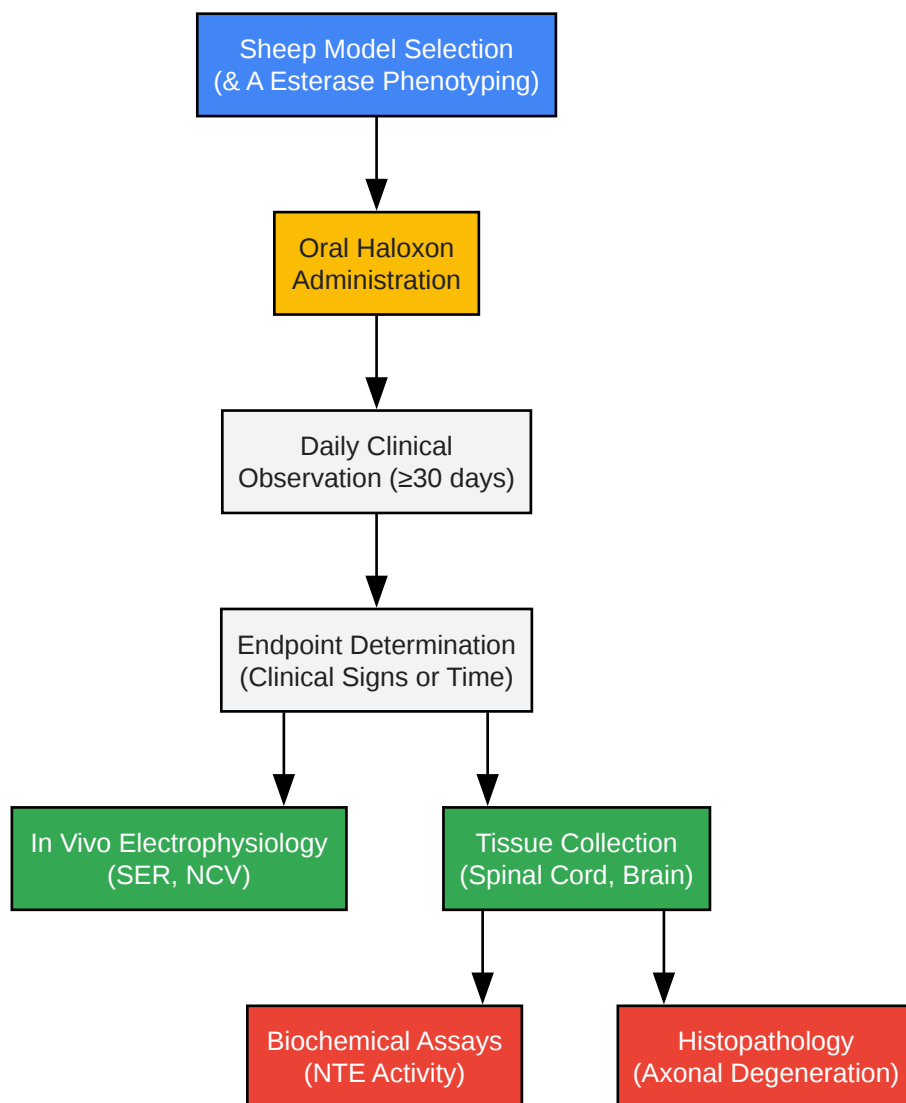 Sheep Model Selection
(& A Esterase Phenotyping)
Oral Haloxon
Administration
Daily Clinical
Observation (≥30 days)
Endpoint Determination
(Clinical Signs or Time)
In Vivo Electrophysiology
(SER, NCV)
Tissue Collection
(Spinal Cord, Brain)
Biochemical Assays
(NTE Activity)
Histopathology
(Axonal Degeneration)